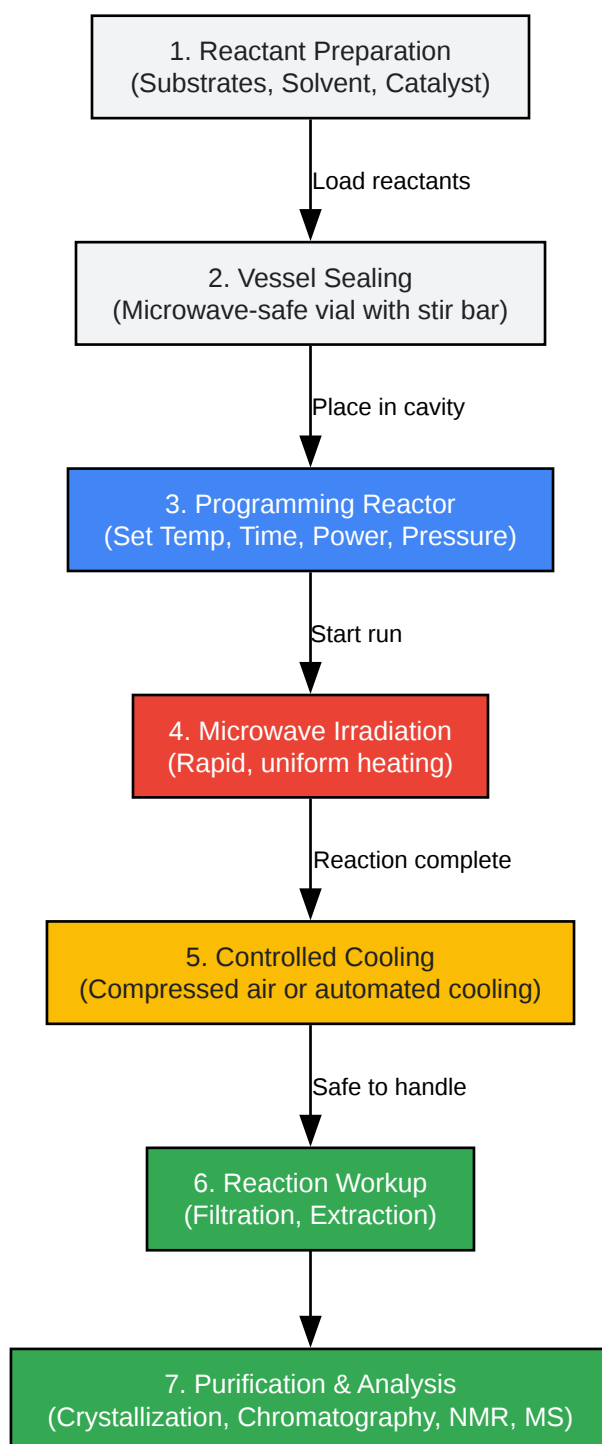 1. Reactant Preparation
(Substrates, Solvent, Catalyst)
Load reactants
2. Vessel Sealing
(Microwave-safe vial with stir bar)
Place in cavity
3. Programming Reactor
(Set Temp, Time, Power, Pressure)
Start run
4. Microwave Irradiation
(Rapid, uniform heating)
Reaction complete
5. Controlled Cooling
(Compressed air or automated cooling)
Safe to handle
6. Reaction Workup
(Filtration, Extraction)
7. Purification & Analysis
(Crystallization, Chromatography, NMR, MS)